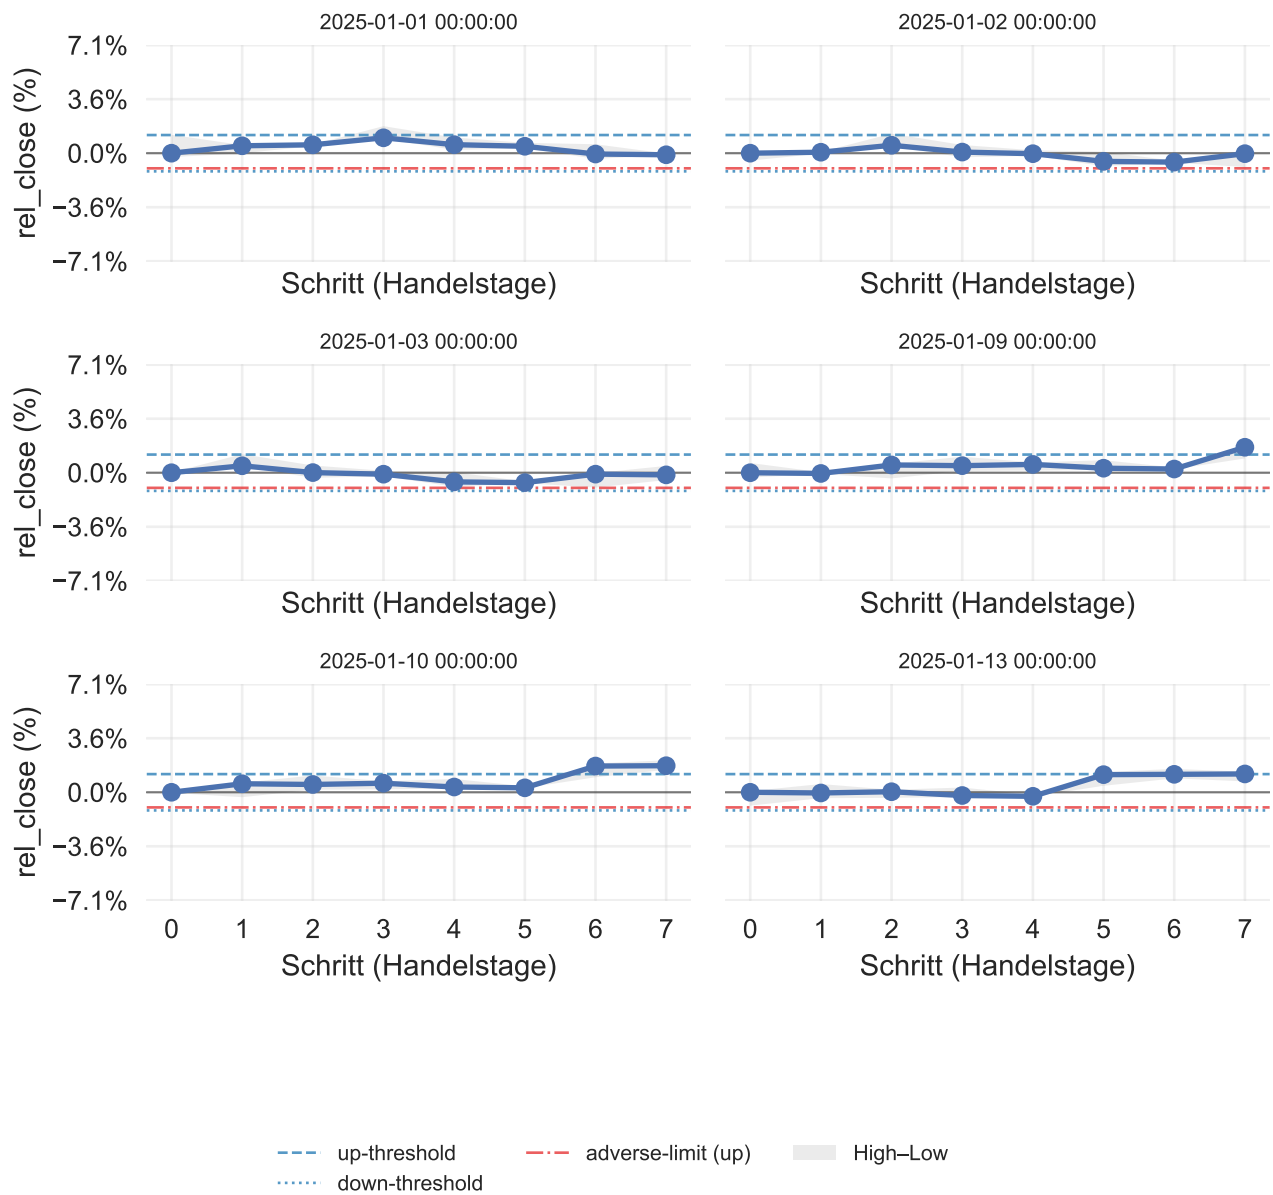 2025-01-01 00:00:00
2025-01-02 00:00:00
7.1%
3.6%
0.0%
−3.6%
−7.1%
rel_close (%)
Schritt (Handelstage)
Schritt (Handelstage)
2025-01-03 00:00:00
2025-01-09 00:00:00
7.1%
3.6%
0.0%
−3.6%
−7.1%
rel_close (%)
Schritt (Handelstage)
Schritt (Handelstage)
2025-01-10 00:00:00
2025-01-13 00:00:00
7.1%
3.6%
0.0%
−3.6%
−7.1%
rel_close (%)
0 1 2 3 4 5 6 7
0 1 2 3 4 5 6 7
Schritt (Handelstage)
Schritt (Handelstage)
up-threshold
adverse-limit (up)
High–Low
down-threshold